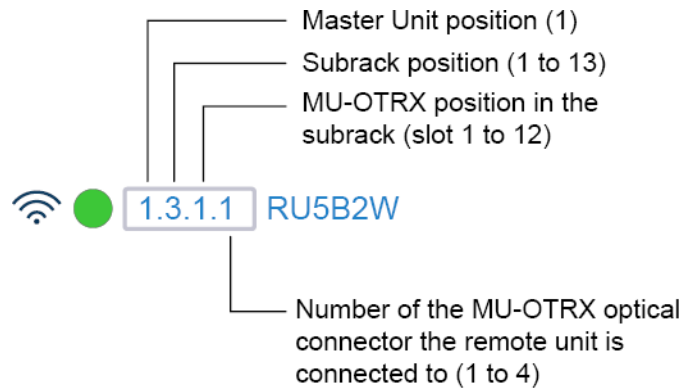 Master Unit position (1)
Subrack position (1 to 13)
MU-OTRX position in the
subrack (slot 1 to 12)
1.3.1.1 RU5B2W
Number of the MU-OTRX optical
connector the remote unit is
connected to (1 to 4)